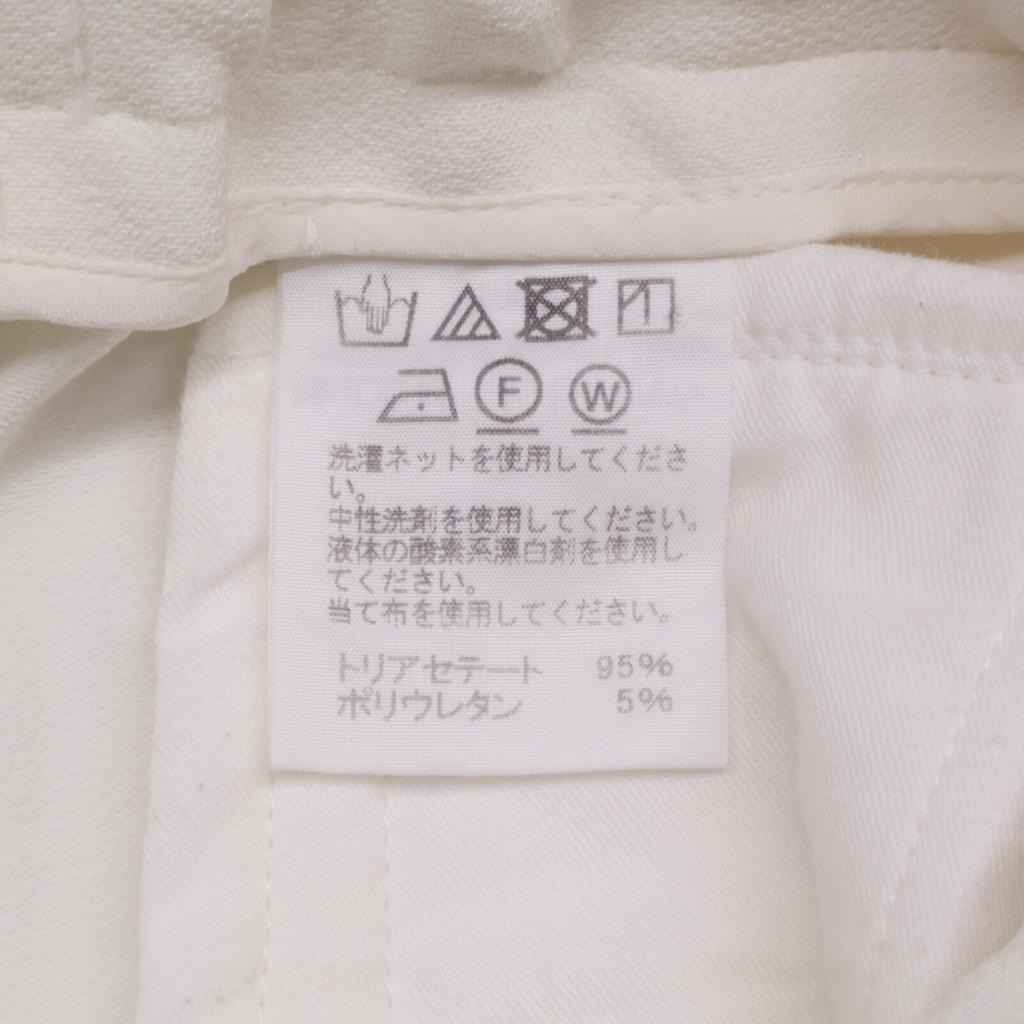 F W
洗濯ネットを使用してくださ
い。
中性洗剤を使用してください。
液体の酸素系漂白剤を使用し
てください。
当て布を使用してください。
トリアセテート 95%
ポリウレタン 5%